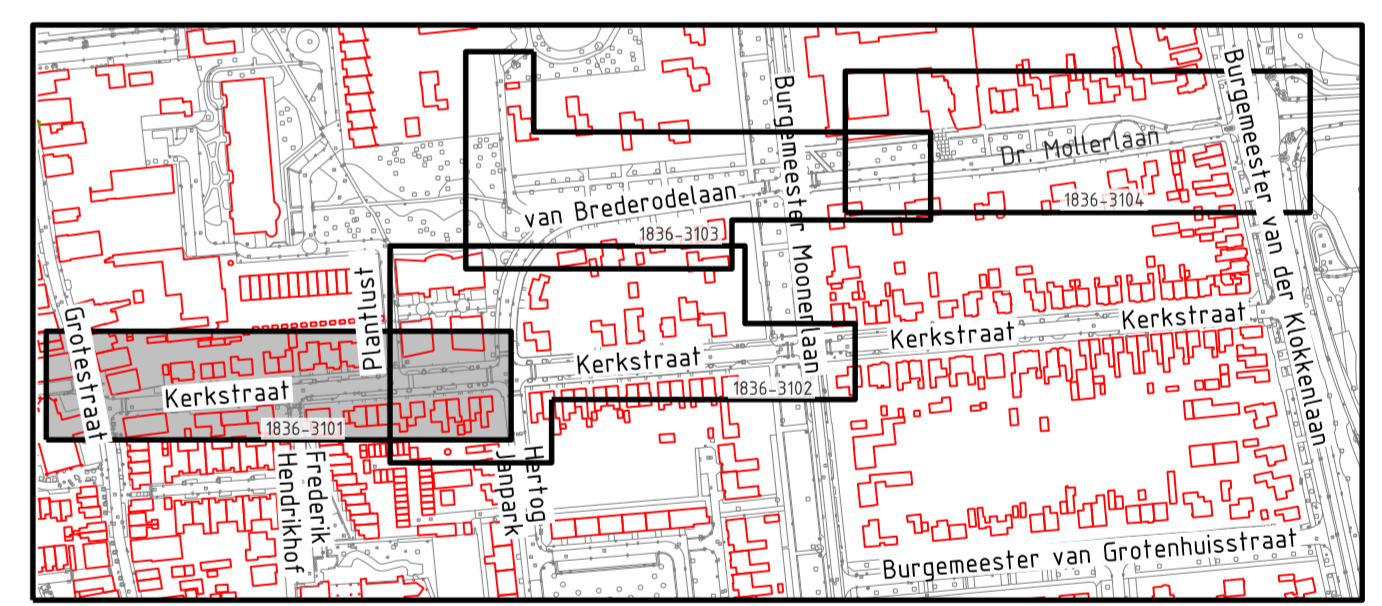 Burgemeester Moonenlaan
Burgemeester van der Klokkenlaan
Dr. Mollerlaan
van Brederodelaan
1836-3104
1836-3103
Plantlust
Grotestraat
Kerkstraat
Kerkstraat
Kerkstraat
Kerkstraat
1836-3102
1836-3101
Frederik
Hendrikhof
Hertog
Janpark
Burgemeester van Grotenhuisstraat